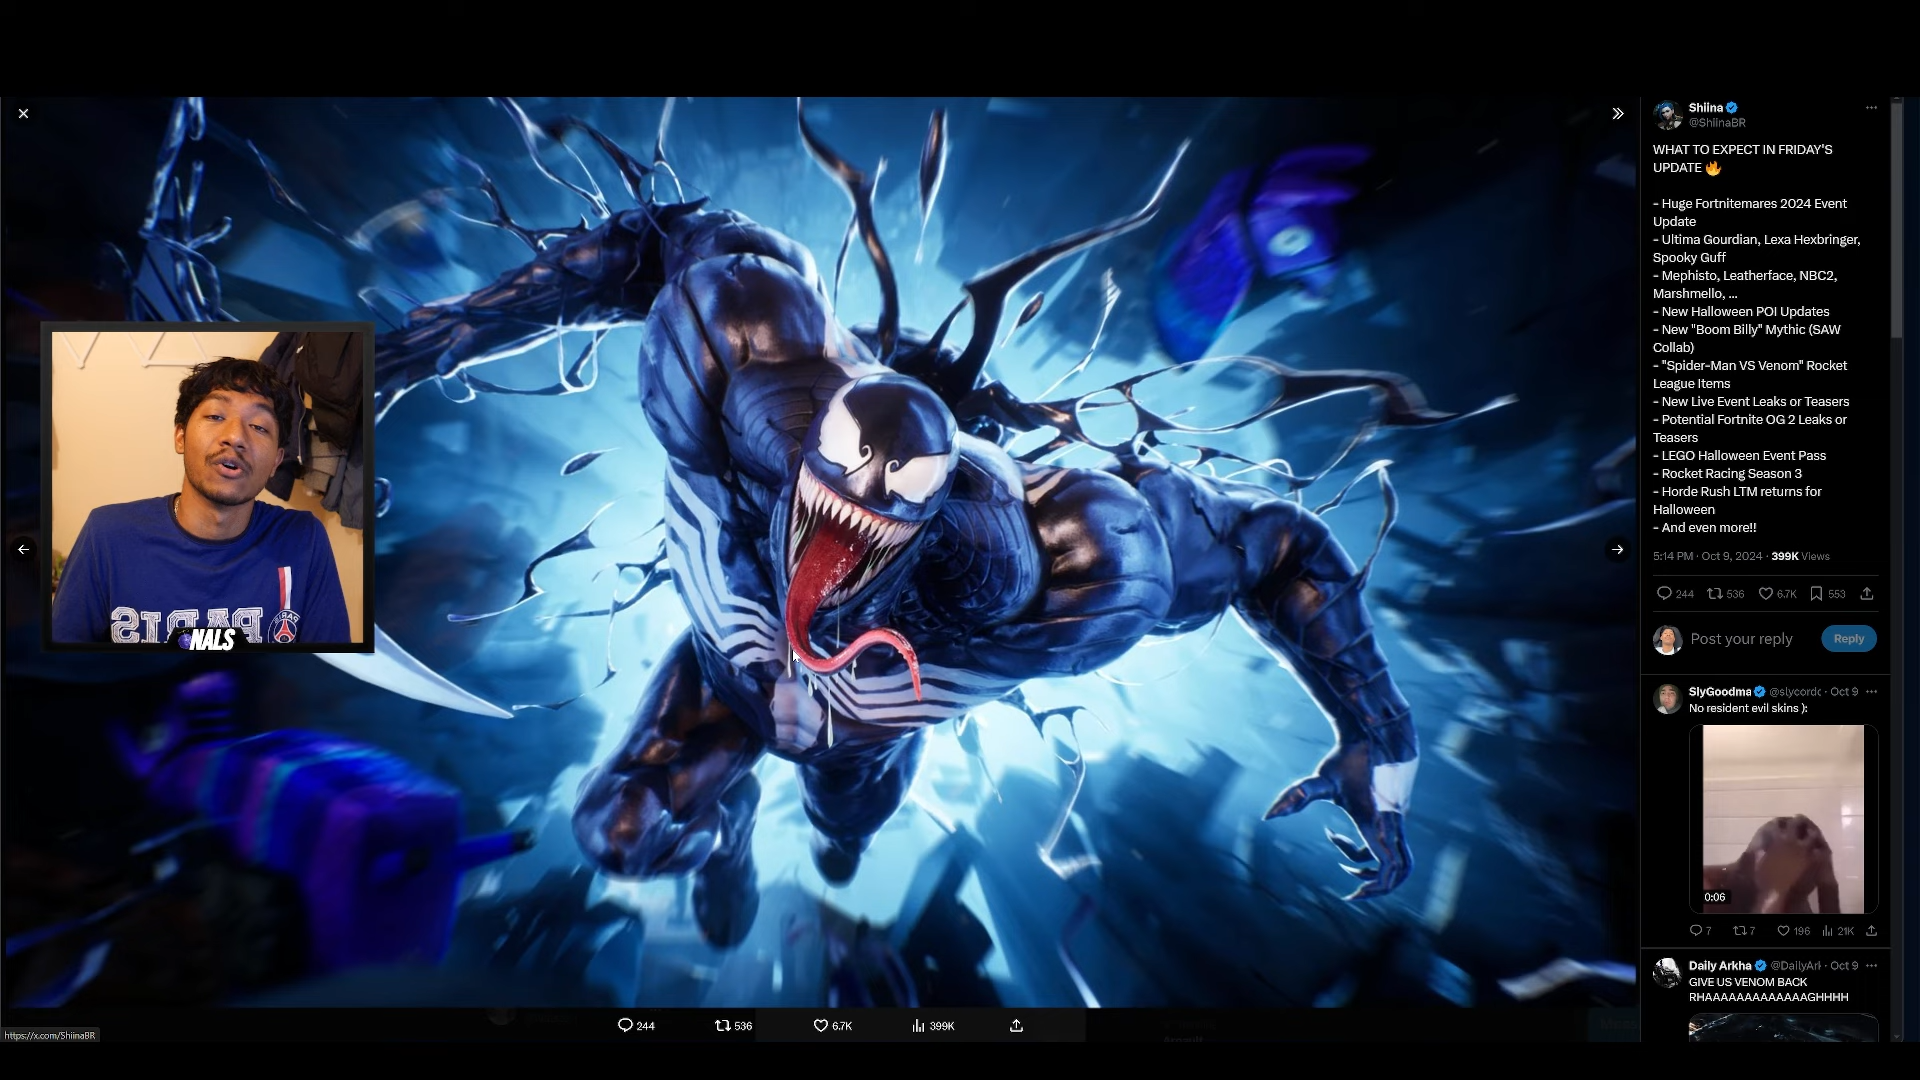 Shiina
@ShiinaBR
WHAT TO EXPECT IN FRIDAY'S
UPDATE 🔥
- Huge Fortnitemares 2024 Event
Update
- Ultima Gourdian, Lexa Hexbringer,
Spooky Guff
- Mephisto, Leatherface, NBC2,
Marshmello, ...
- New Halloween POI Updates
- New "Boom Billy" Mythic (SAW
Collab)
- "Spider-Man VS Venom" Rocket
League Items
- New Live Event Leaks or Teasers
- Potential Fortnite OG 2 Leaks or
Teasers
- LEGO Halloween Event Pass
- Rocket Racing Season 3
- Horde Rush LTM returns for
Halloween
- And even more!!
5:14 PM · Oct 9, 2024 · 399K Views
244 536 6.7K 553
Post your reply Reply
SlyGoodma @slycordc · Oct 9
No resident evil skins ):
0:06
7 7 196 21K
Daily Arkha @DailyArl · Oct 9
GIVE US VENOM BACK
RHAAAAAAAAAAAAAGHHHH
PARIS
NALS
244 536 6.7K 399K
https://x.com/ShiinaBR